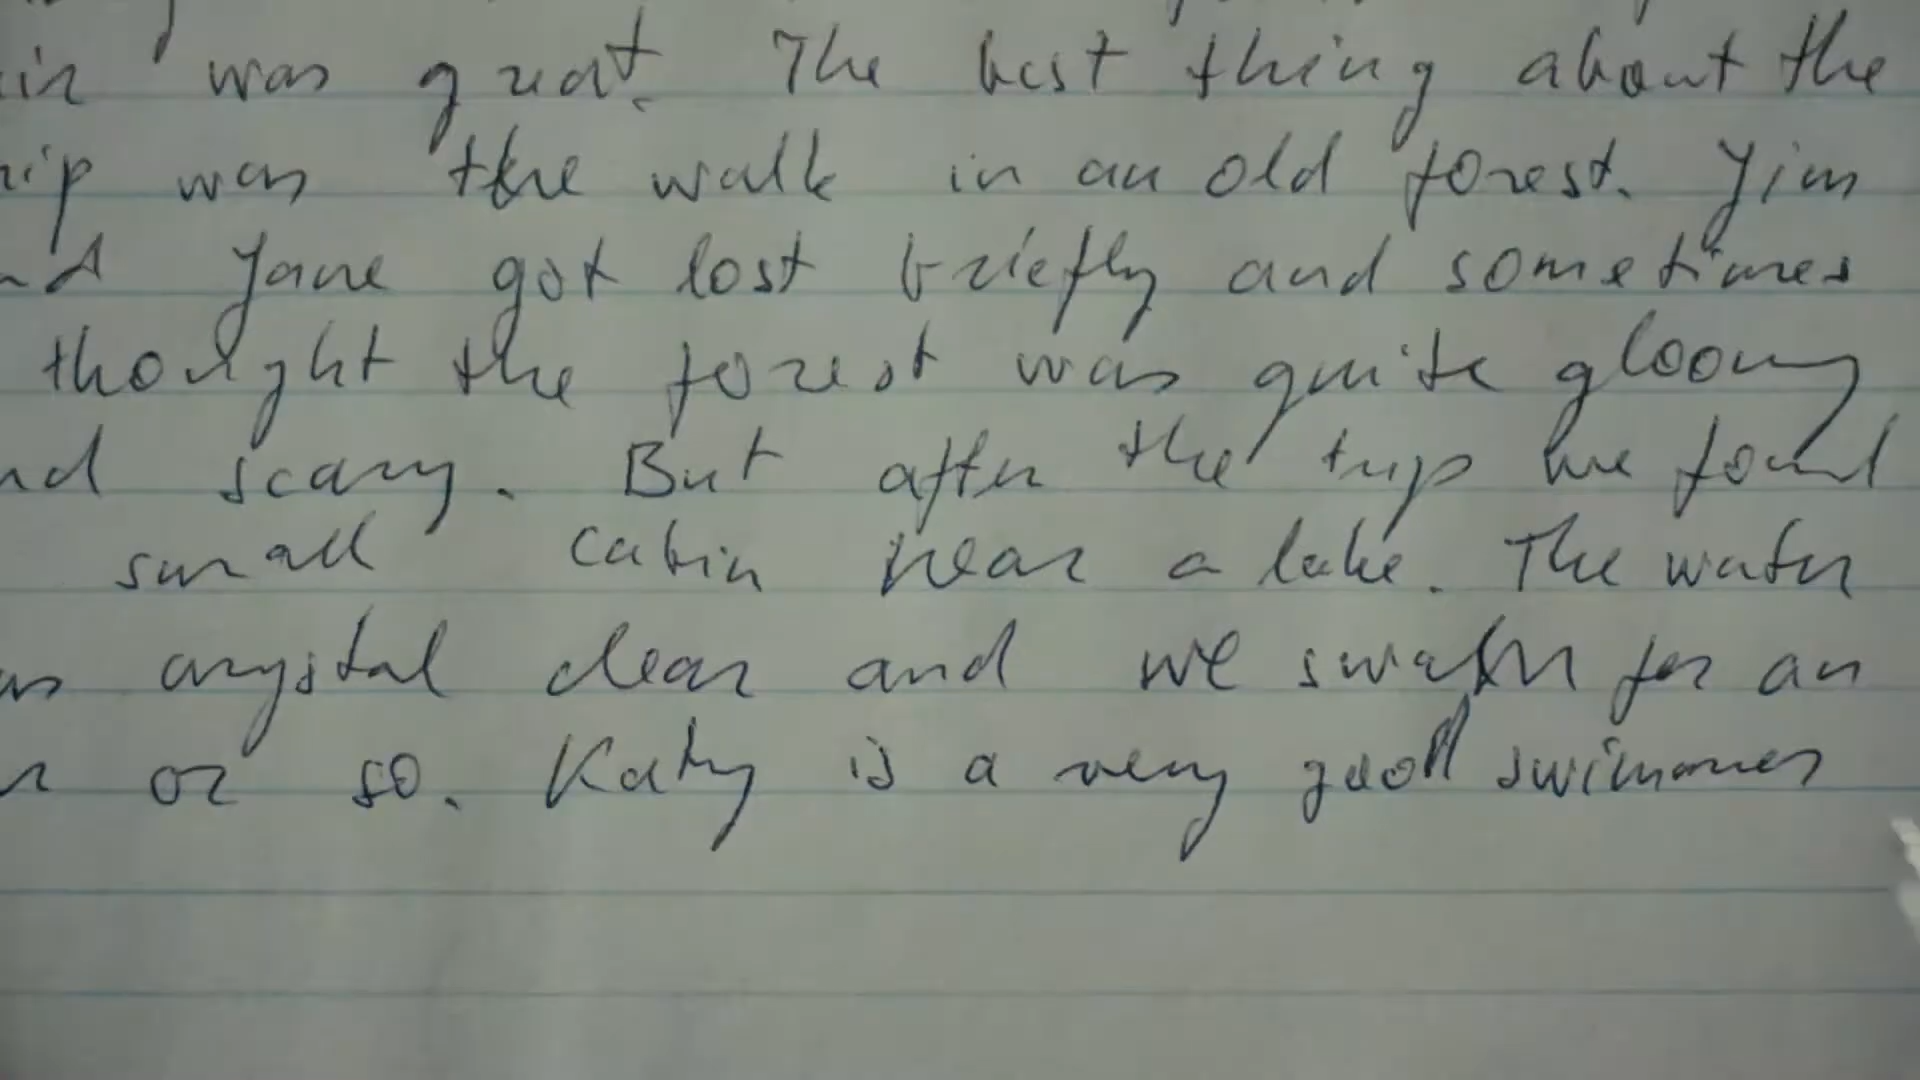 was great. The best thing about the
was the walk in an old forest. Jim
Jane got lost briefly and sometimes
thought the forest was quite gloomy
scary. But after the trip we found
small cabin near a lake. The water
crystal clear and we swam for an
or so. Katy is a very good swimmer